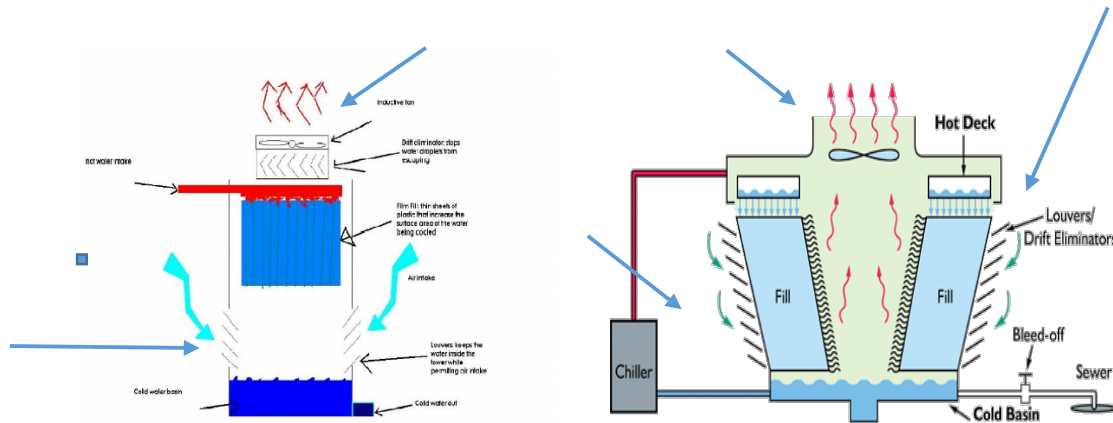 Inductive fan
Drift eliminator: stops
water droplets from
escaping
hot water intake
Film fill: thin sheets of
plastic that increase the
surface area of the water
being cooled
Air intake
Louvers: keeps the
water inside the
tower while
permiting air intake
Cold water basin
Cold water out
Hot Deck
Louvers/
Drift Eliminators
Fill
Fill
Bleed-off
Chiller
Sewer
Cold Basin